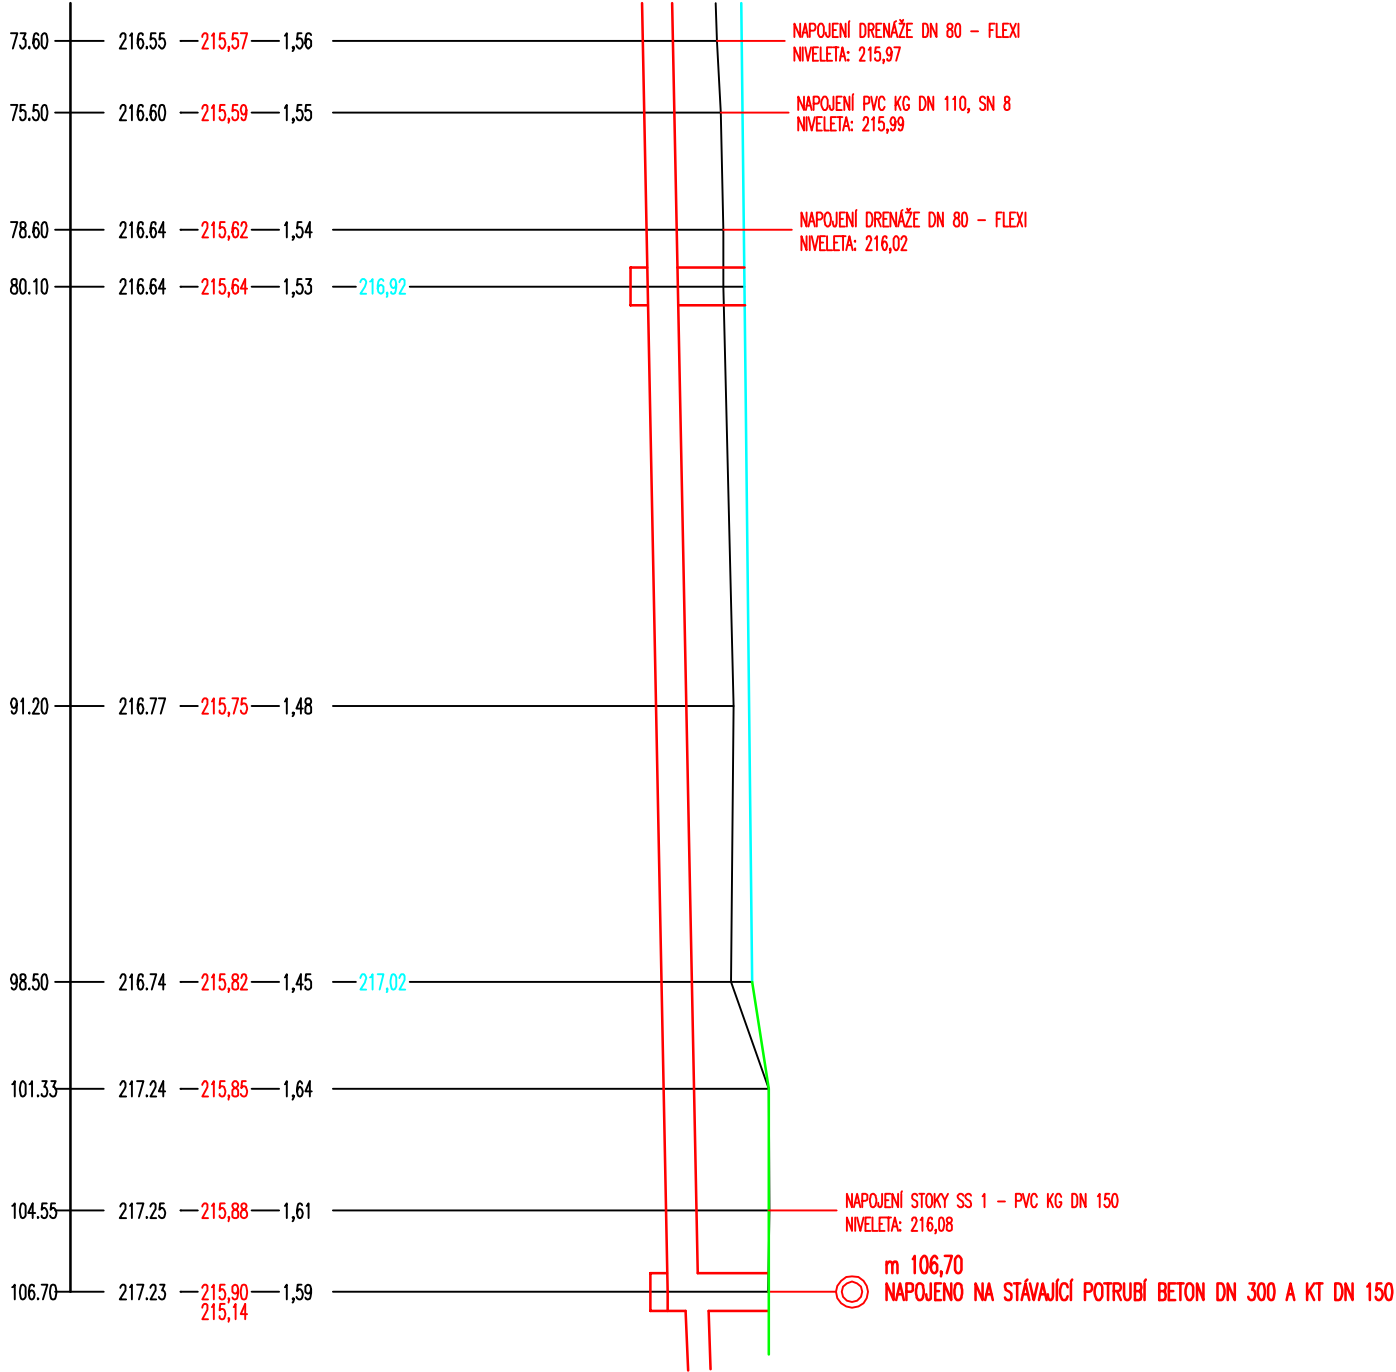 73.60 216.55 215,57 1,56 NAPOJENÍ DRENÁŽE DN 80 - FLEXI
NIVELETA: 215,97
75.50 216.60 215,59 1,55 NAPOJENÍ PVC KG DN 110, SN 8
NIVELETA: 215,99
78.60 216.64 215,62 1,54 NAPOJENÍ DRENÁŽE DN 80 - FLEXI
NIVELETA: 216,02
80.10 216.64 215,64 1,53 216,92
91.20 216.77 215,75 1,48
98.50 216.74 215,82 1,45 217,02
101.33 217.24 215,85 1,64
104.55 217.25 215,88 1,61 NAPOJENÍ STOKY SS 1 - PVC KG DN 150
NIVELETA: 216,08
m 106,70
106.70 217.23 215,90 1,59 NAPOJENO NA STÁVAJÍCÍ POTRUBÍ BETON DN 300 A KT DN 150
215,14